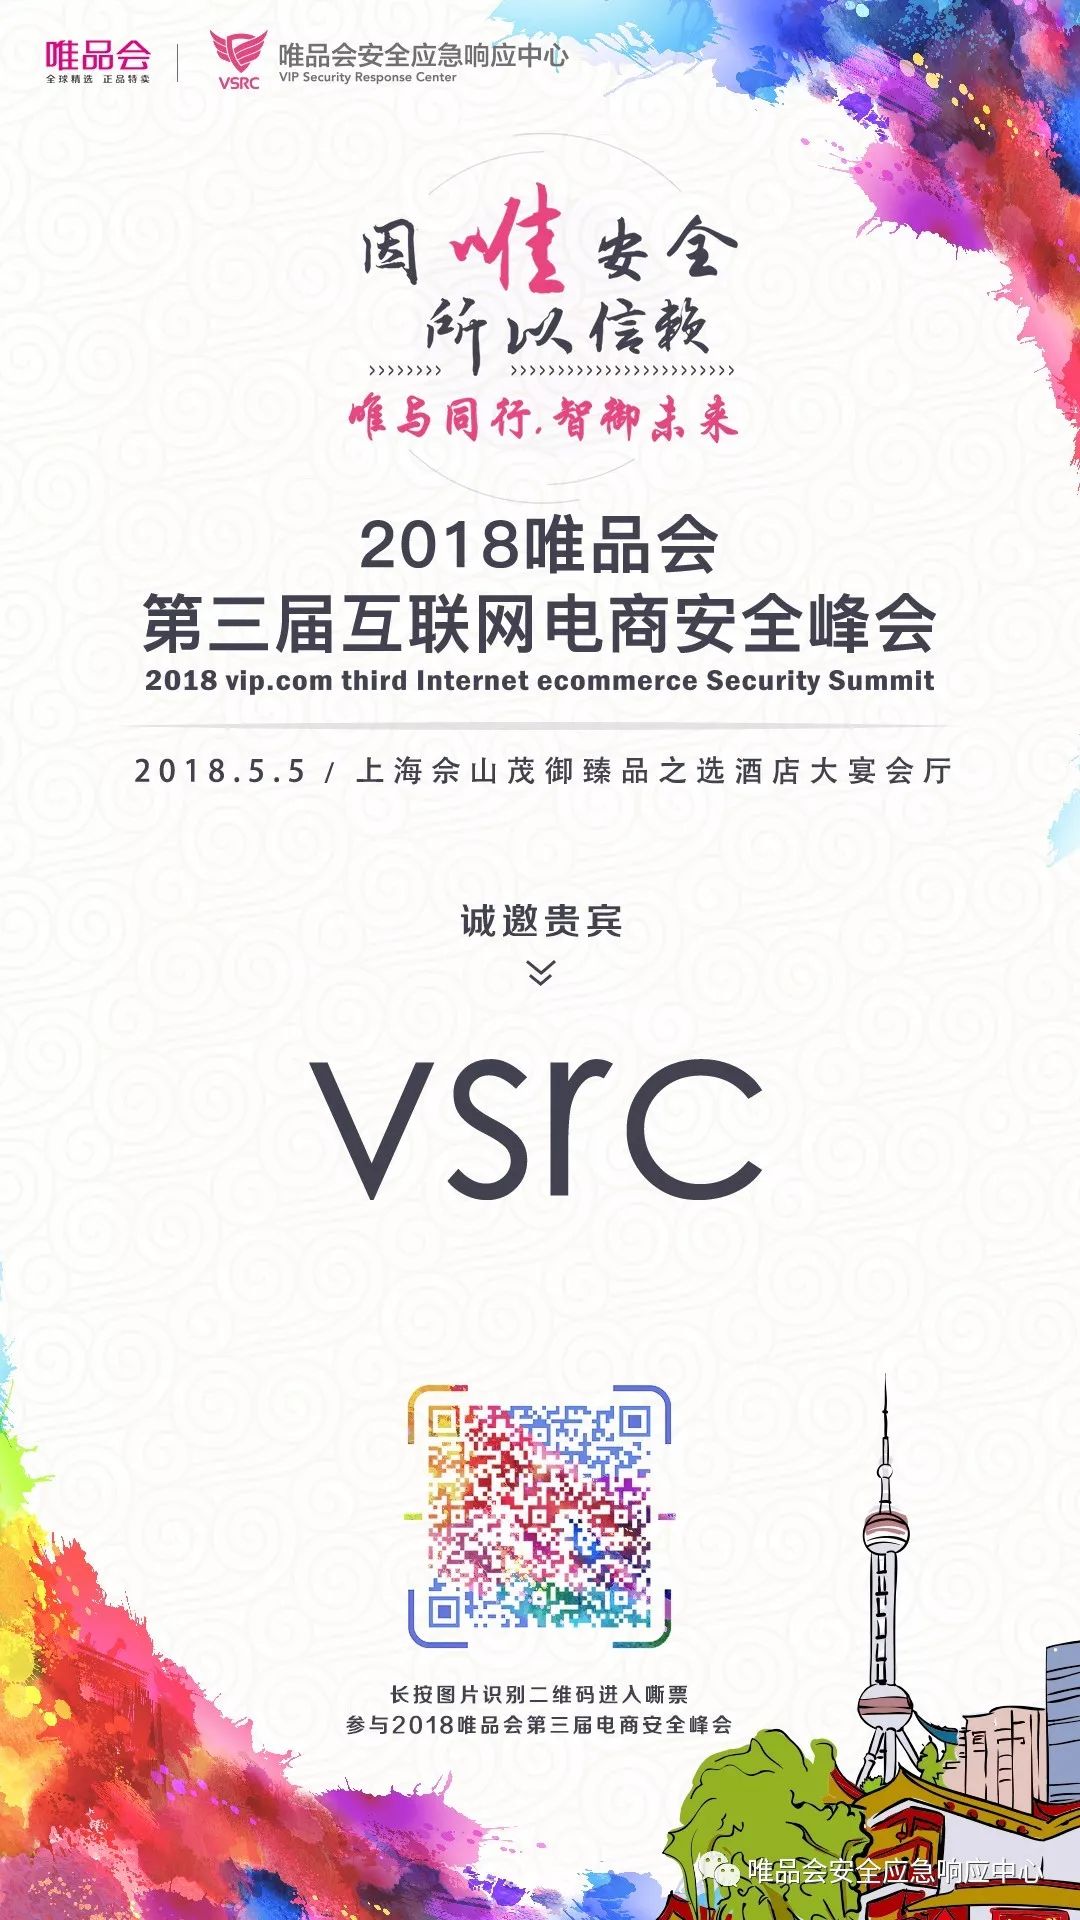 唯品会
全球精选 正品特卖
VSRC
唯品会安全应急响应中心
VIP Security Response Center
因唯安全
所以信赖
唯与同行,智御未来
2018唯品会
第三届互联网电商安全峰会
2018 vip.com third Internet ecommerce Security Summit
2018.5.5 / 上海佘山茂御臻品之选酒店大宴会厅
诚邀贵宾
vsrc
长按图片识别二维码进入嘶票
参与2018唯品会第三届电商安全峰会
唯品会安全应急响应中心